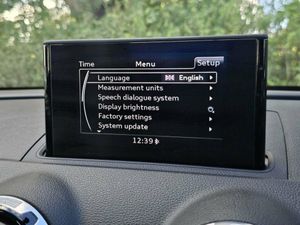 Time Menu Setup
Language English
Measurement units
Speech dialogue system
Display brightness
Factory settings
System update
12:39